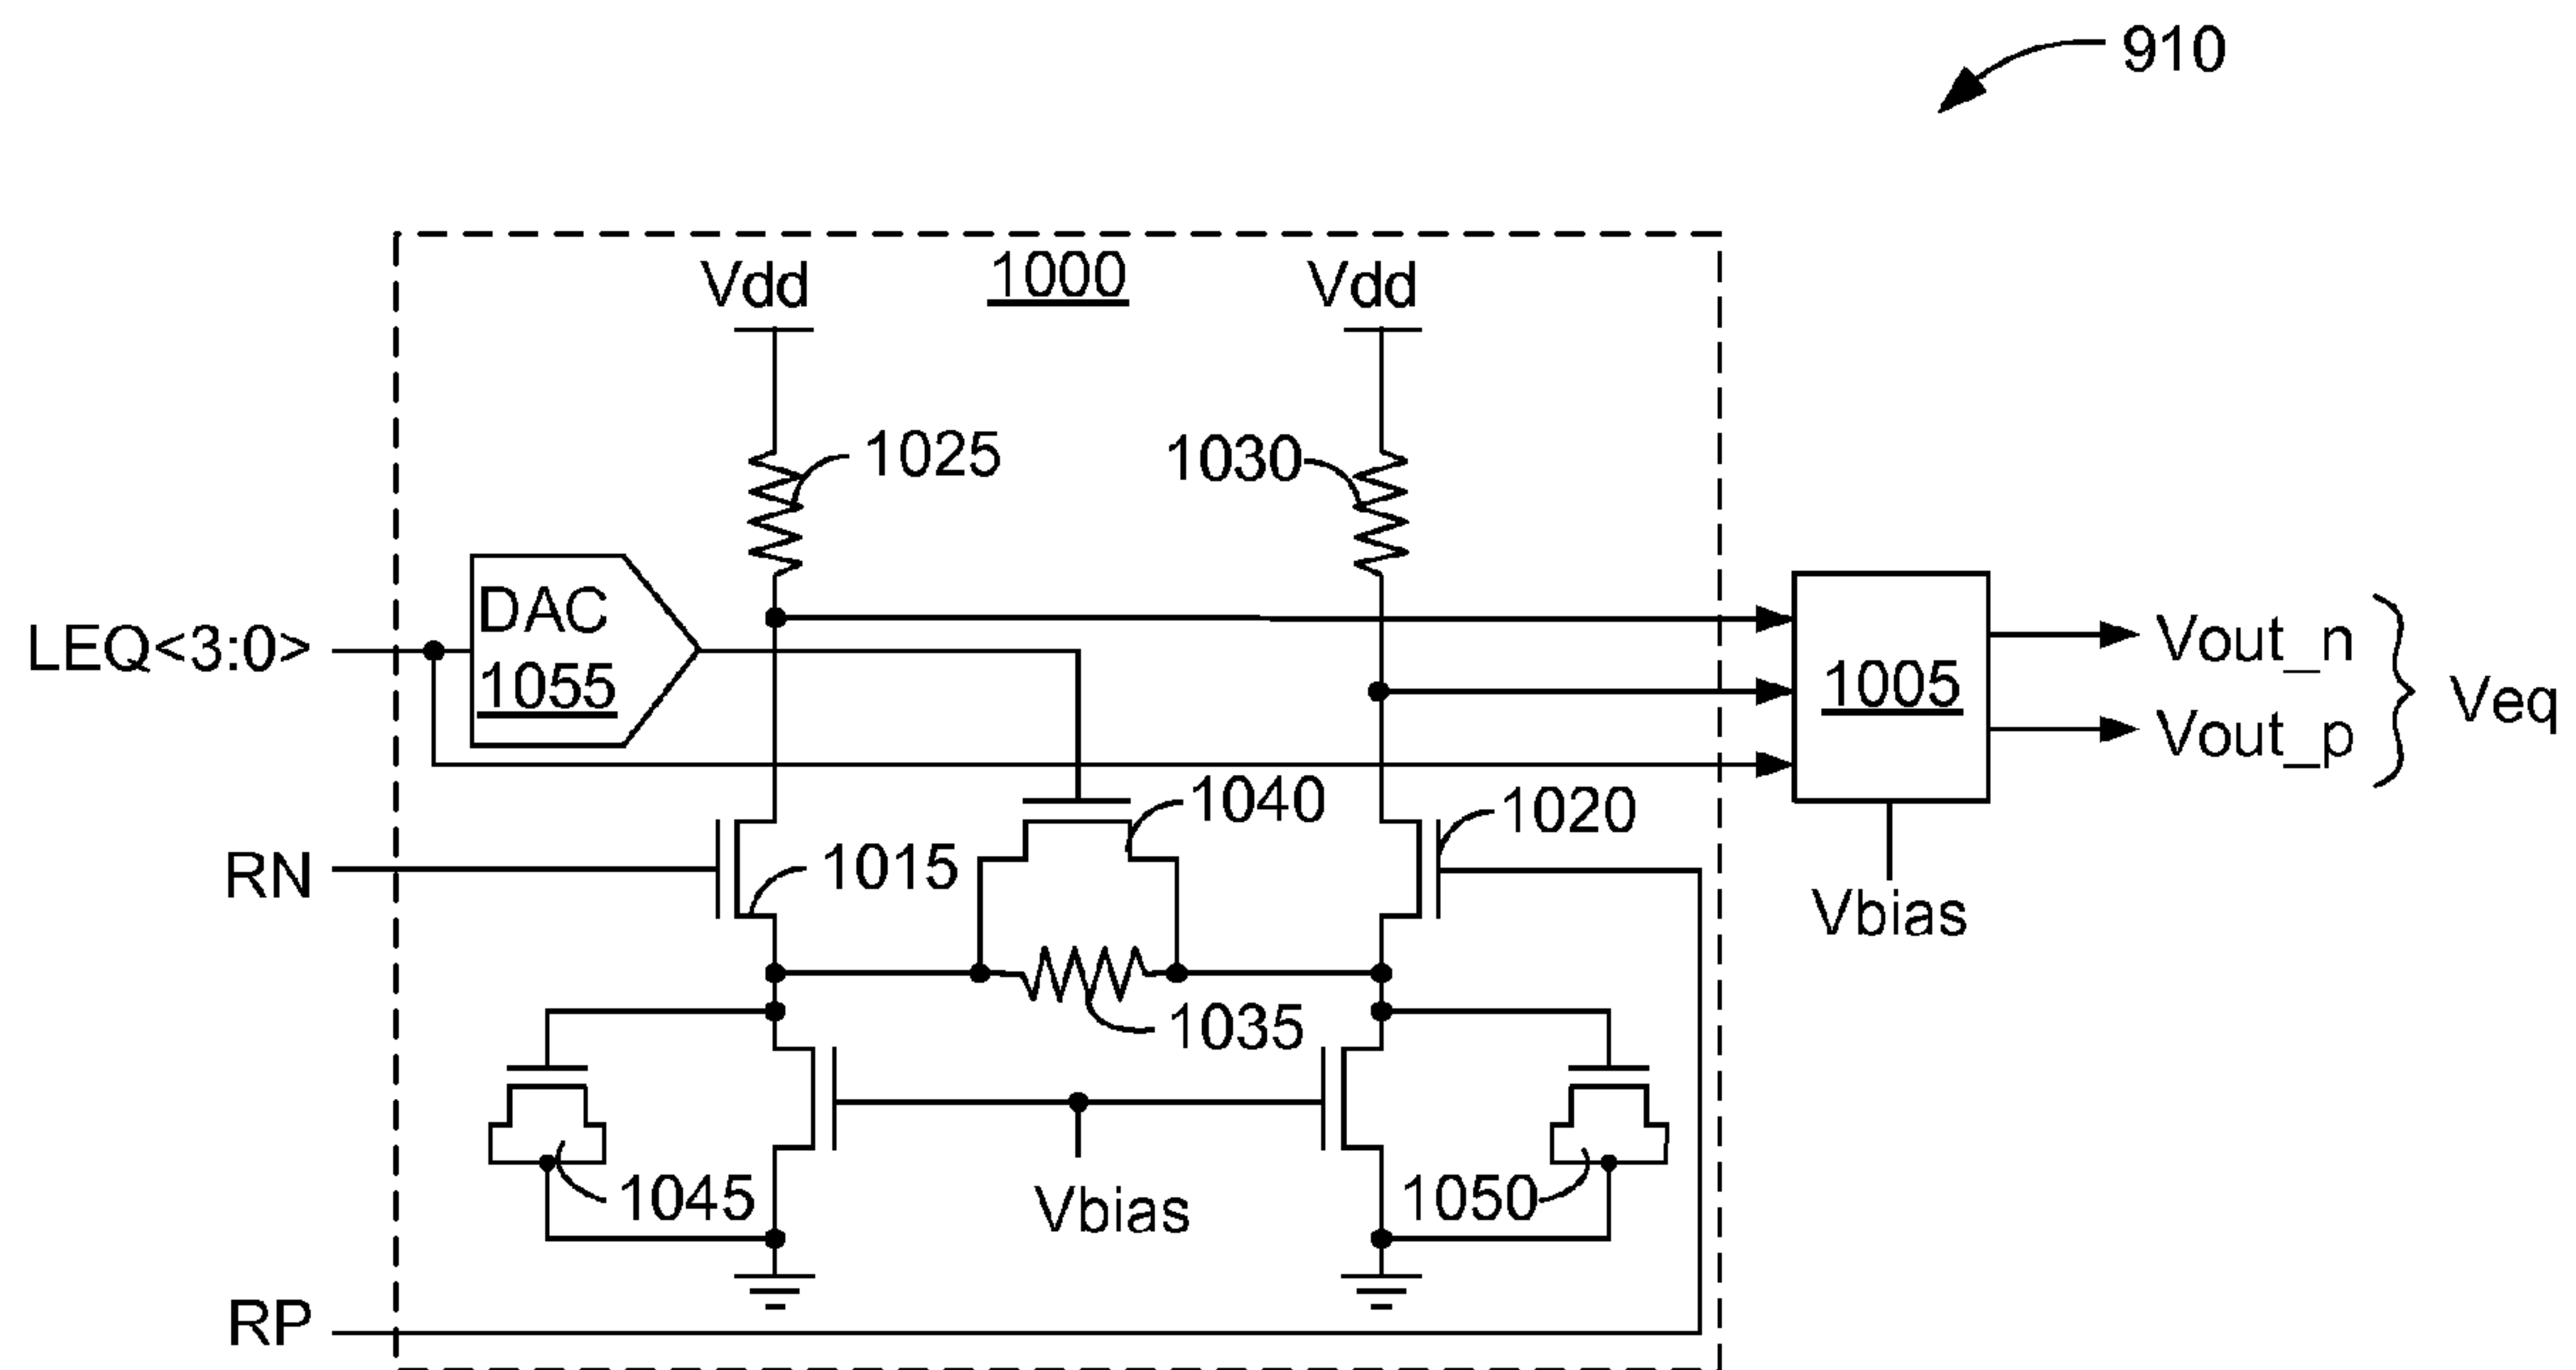 910
1000
Vdd
Vdd
1025
1030
DAC
1055
LEQ<3:0>
1005
Vout_n
Vout_p
Veq
1040
1020
RN
1015
Vbias
1035
1045
Vbias
1050
RP